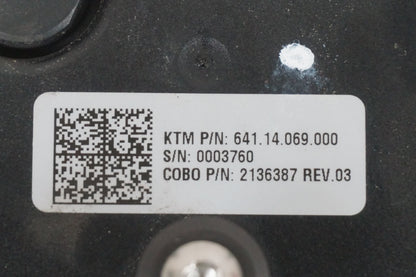 KTM P/N: 641.14.069.000
S/N: 0003760
COBO P/N: 2136387 REV.03